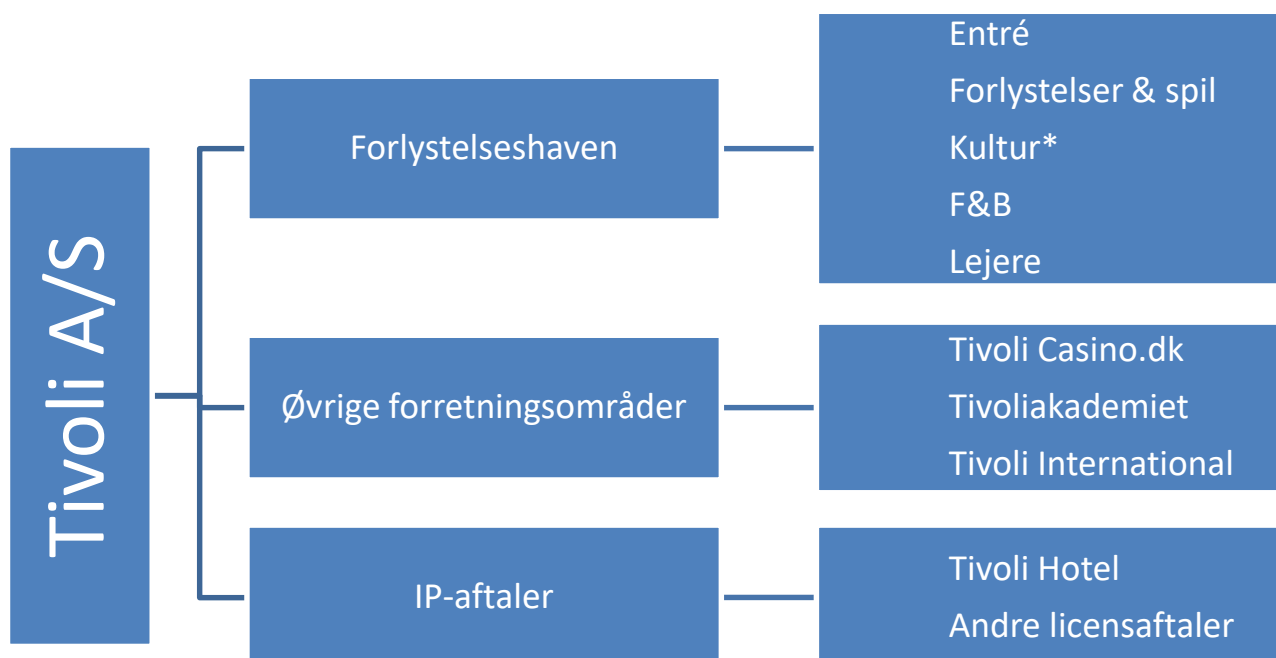 Tivoli A/S
Forlystelseshaven
Entré
Forlystelser & spil
Kultur*
F&B
Lejere
Øvrige forretningsområder
Tivoli Casino.dk
Tivoliakademiet
Tivoli International
IP-aftaler
Tivoli Hotel
Andre licensaftaler